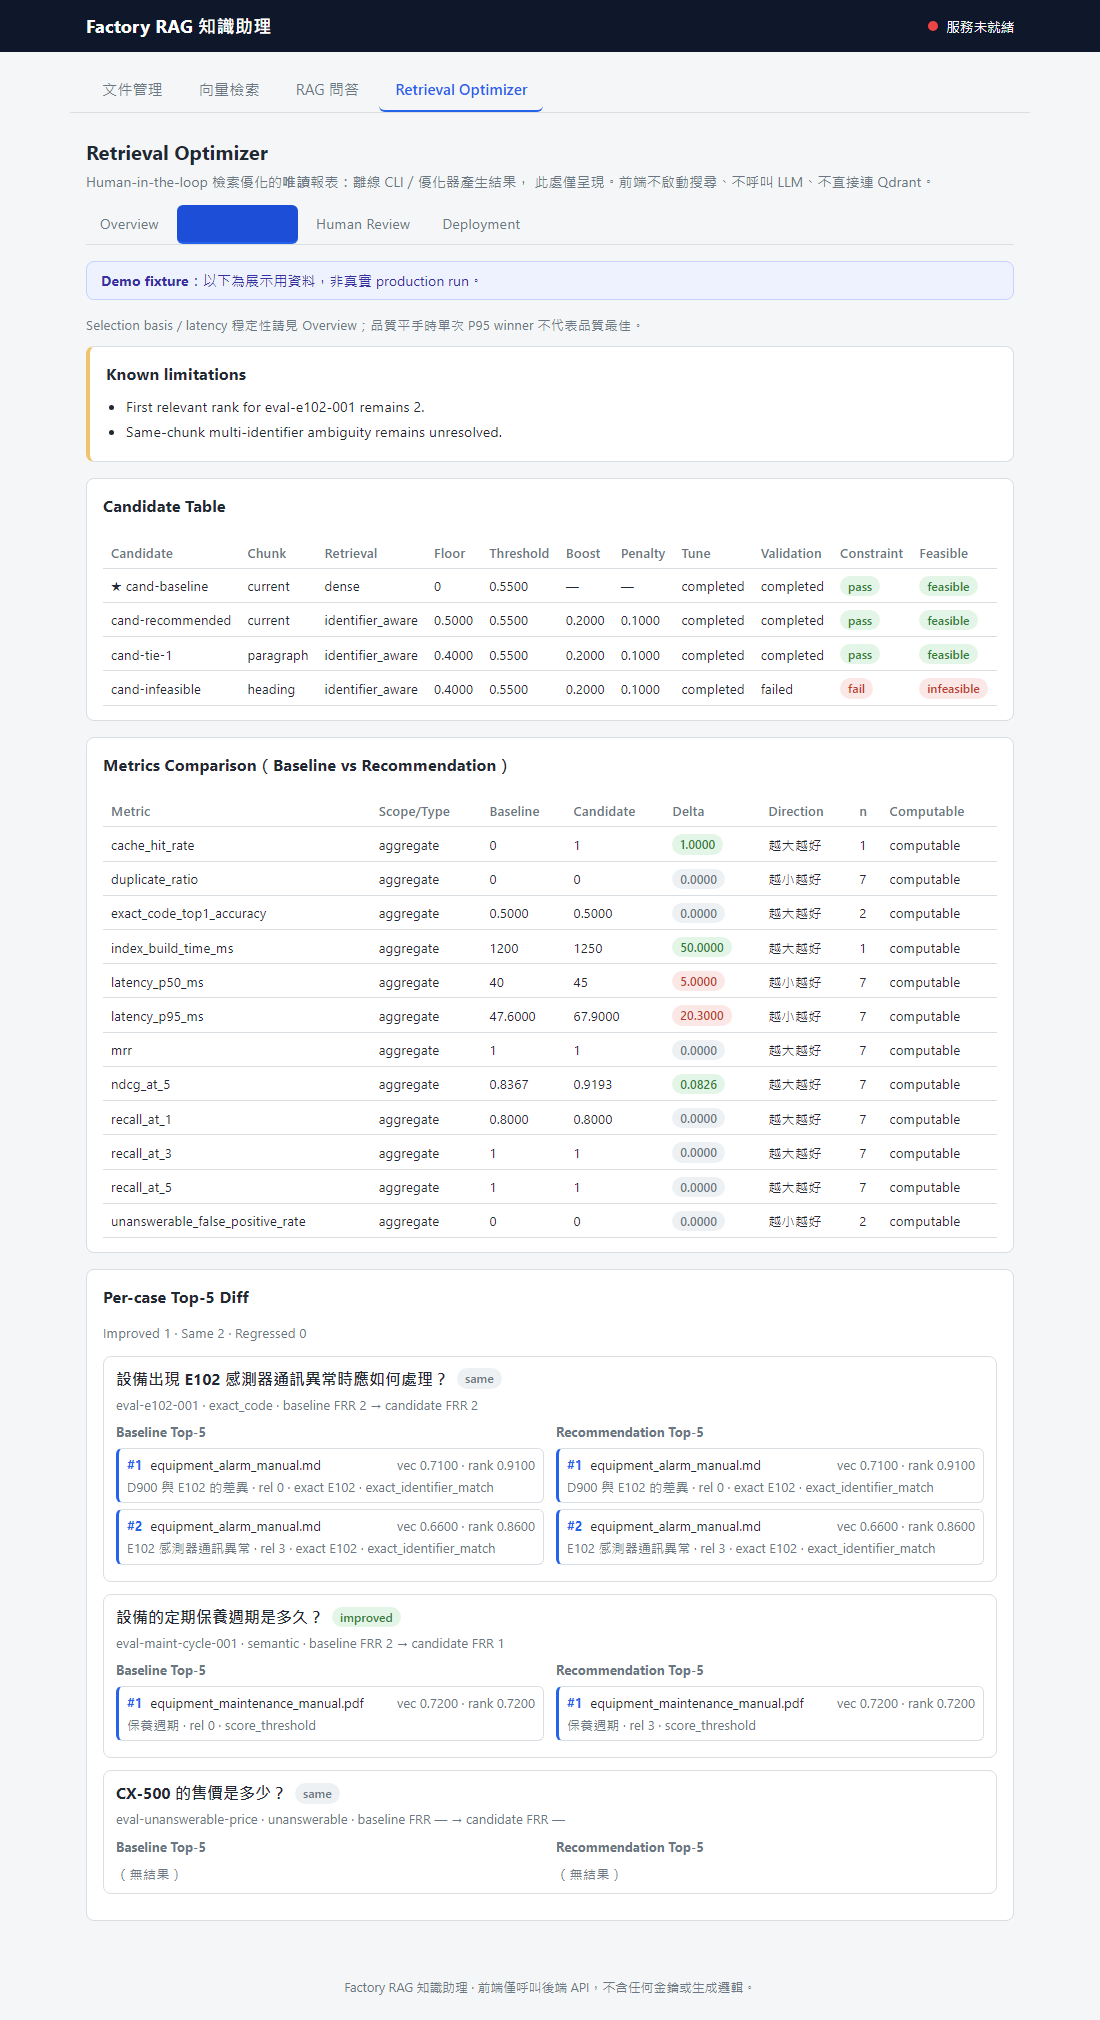 Factory RAG 知識助理
服務未就緒
文件管理 向量檢索 RAG 問答 Retrieval Optimizer
Retrieval Optimizer
Human-in-the-loop 檢索優化的唯讀報表：離線 CLI / 優化器產生結果， 此處僅呈現。前端不啟動搜尋、不呼叫 LLM、不直接連 Qdrant。
Overview Human Review Deployment
Demo fixture：以下為展示用資料，非真實 production run。
Selection basis / latency 穩定性請見 Overview；品質平手時單次 P95 winner 不代表品質最佳。
Known limitations
• First relevant rank for eval-e102-001 remains 2.
• Same-chunk multi-identifier ambiguity remains unresolved.
Candidate Table
Candidate Chunk Retrieval Floor Threshold Boost Penalty Tune Validation Constraint Feasible
★ cand-baseline current dense 0 0.5500 — — completed completed pass feasible
cand-recommended current identifier_aware 0.5000 0.5500 0.2000 0.1000 completed completed pass feasible
cand-tie-1 paragraph identifier_aware 0.4000 0.5500 0.2000 0.1000 completed completed pass feasible
cand-infeasible heading identifier_aware 0.4000 0.5500 0.2000 0.1000 completed failed fail infeasible
Metrics Comparison（Baseline vs Recommendation）
Metric Scope/Type Baseline Candidate Delta Direction n Computable
cache_hit_rate aggregate 0 1 1.0000 越大越好 1 computable
duplicate_ratio aggregate 0 0 0.0000 越小越好 7 computable
exact_code_top1_accuracy aggregate 0.5000 0.5000 0.0000 越大越好 2 computable
index_build_time_ms aggregate 1200 1250 50.0000 越大越好 1 computable
latency_p50_ms aggregate 40 45 5.0000 越小越好 7 computable
latency_p95_ms aggregate 47.6000 67.9000 20.3000 越小越好 7 computable
mrr aggregate 1 1 0.0000 越大越好 7 computable
ndcg_at_5 aggregate 0.8367 0.9193 0.0826 越大越好 7 computable
recall_at_1 aggregate 0.8000 0.8000 0.0000 越大越好 7 computable
recall_at_3 aggregate 1 1 0.0000 越大越好 7 computable
recall_at_5 aggregate 1 1 0.0000 越大越好 7 computable
unanswerable_false_positive_rate aggregate 0 0 0.0000 越小越好 2 computable
Per-case Top-5 Diff
Improved 1 · Same 2 · Regressed 0
設備出現 E102 感測器通訊異常時應如何處理？ same
eval-e102-001 · exact_code · baseline FRR 2 → candidate FRR 2
Baseline Top-5
#1 equipment_alarm_manual.md vec 0.7100 · rank 0.9100
D900 與 E102 的差異 · rel 0 · exact E102 · exact_identifier_match
#2 equipment_alarm_manual.md vec 0.6600 · rank 0.8600
E102 感測器通訊異常 · rel 3 · exact E102 · exact_identifier_match
Recommendation Top-5
#1 equipment_alarm_manual.md vec 0.7100 · rank 0.9100
D900 與 E102 的差異 · rel 0 · exact E102 · exact_identifier_match
#2 equipment_alarm_manual.md vec 0.6600 · rank 0.8600
E102 感測器通訊異常 · rel 3 · exact E102 · exact_identifier_match
設備的定期保養週期是多久？ improved
eval-maint-cycle-001 · semantic · baseline FRR 2 → candidate FRR 1
Baseline Top-5
#1 equipment_maintenance_manual.pdf vec 0.7200 · rank 0.7200
保養週期 · rel 0 · score_threshold
Recommendation Top-5
#1 equipment_maintenance_manual.pdf vec 0.7200 · rank 0.7200
保養週期 · rel 3 · score_threshold
CX-500 的售價是多少？ same
eval-unanswerable-price · unanswerable · baseline FRR — → candidate FRR —
Baseline Top-5
（無結果）
Recommendation Top-5
（無結果）
Factory RAG 知識助理 · 前端僅呼叫後端 API，不含任何金鑰或生成邏輯。